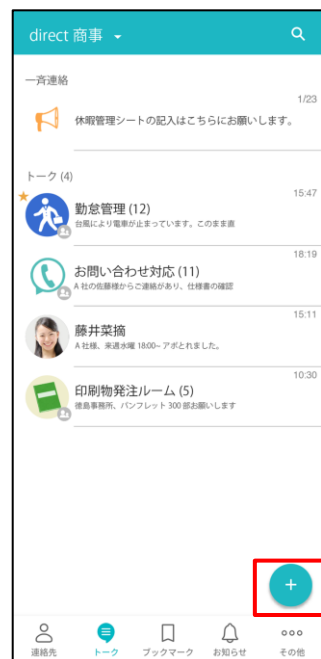 direct 商事
一斉連絡
1/23
休暇管理シートの記入はこちらにお願いします。
トーク (4)
15:47
勤怠管理 (12)
台風により電車が止まっています。このまま直
18:19
お問い合わせ対応 (11)
A 社の佐藤様からご連絡があり、仕様書の確認
15:11
藤井菜摘
A 社様、来週水曜 18:00~ アポとれました。
10:30
印刷物発注ルーム (5)
徳島事務所、パンフレット 300 部お願いします
+
連絡先 トーク ブックマーク お知らせ その他